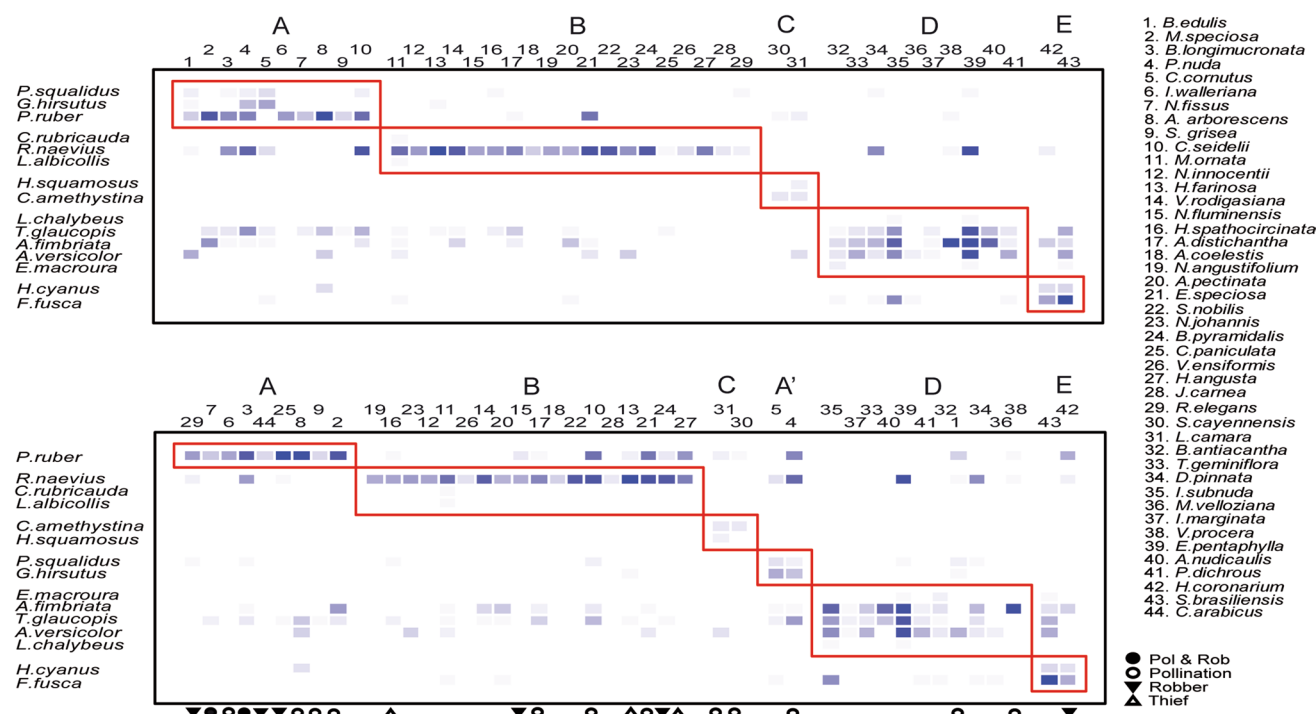 A B C D E
2 4 6 8 10 12 14 16 18 20 22 24 26 28 30 32 34 36 38 40 42
1 3 5 7 9 11 13 15 17 19 21 23 25 27 29 31 33 35 37 39 41 43
P.squalidus
G.hirsutus
P.ruber
C.rubricauda
R.naevius
L.albicollis
H.squamosus
C.amethystina
L.chalybeus
T.glaucopis
A.fimbriata
A.versicolor
E.macroura
H.cyanus
F.fusca
A B C A' D E
7 3 25 9 19 23 11 14 15 18 10 13 24 31 5 35 33 39 32 34 38 42
29 6 44 8 2 16 12 26 20 17 22 28 21 27 30 4 37 40 41 1 36 43
P.ruber
R.naevius
C.rubricauda
L.albicollis
C.amethystina
H.squamosus
P.squalidus
G.hirsutus
E.macroura
A.fimbriata
T.glaucopis
A.versicolor
L.chalybeus
H.cyanus
F.fusca
1. B.edulis
2. M.speciosa
3. B.longimucronata
4. P.nuda
5. C.cornutus
6. I.walleriana
7. N.fissus
8. A. arborescens
9. S. grisea
10. C.seidelii
11. M.ornata
12. N.innocentii
13. H.farinosa
14. V.rodigasiana
15. N.fluminensis
16. H.spathocircinata
17. A.distichantha
18. A.coelestis
19. N.angustifolium
20. A.pectinata
21. E.speciosa
22. S.nobilis
23. N.johannis
24. B.pyramidalis
25. C.paniculata
26. V.ensiformis
27. H.angusta
28. J.carnea
29. R.elegans
30. S.cayennensis
31. L.camara
32. B.antiacantha
33. T.geminiflora
34. D.pinnata
35. I.subnuda
36. M.velloziana
37. I.marginata
38. V.procera
39. E.pentaphylla
40. A.nudicaulis
41. P.dichrous
42. H.coronarium
43. S.brasiliensis
44. C.arabicus
Pol & Rob
Pollination
Robber
Thief